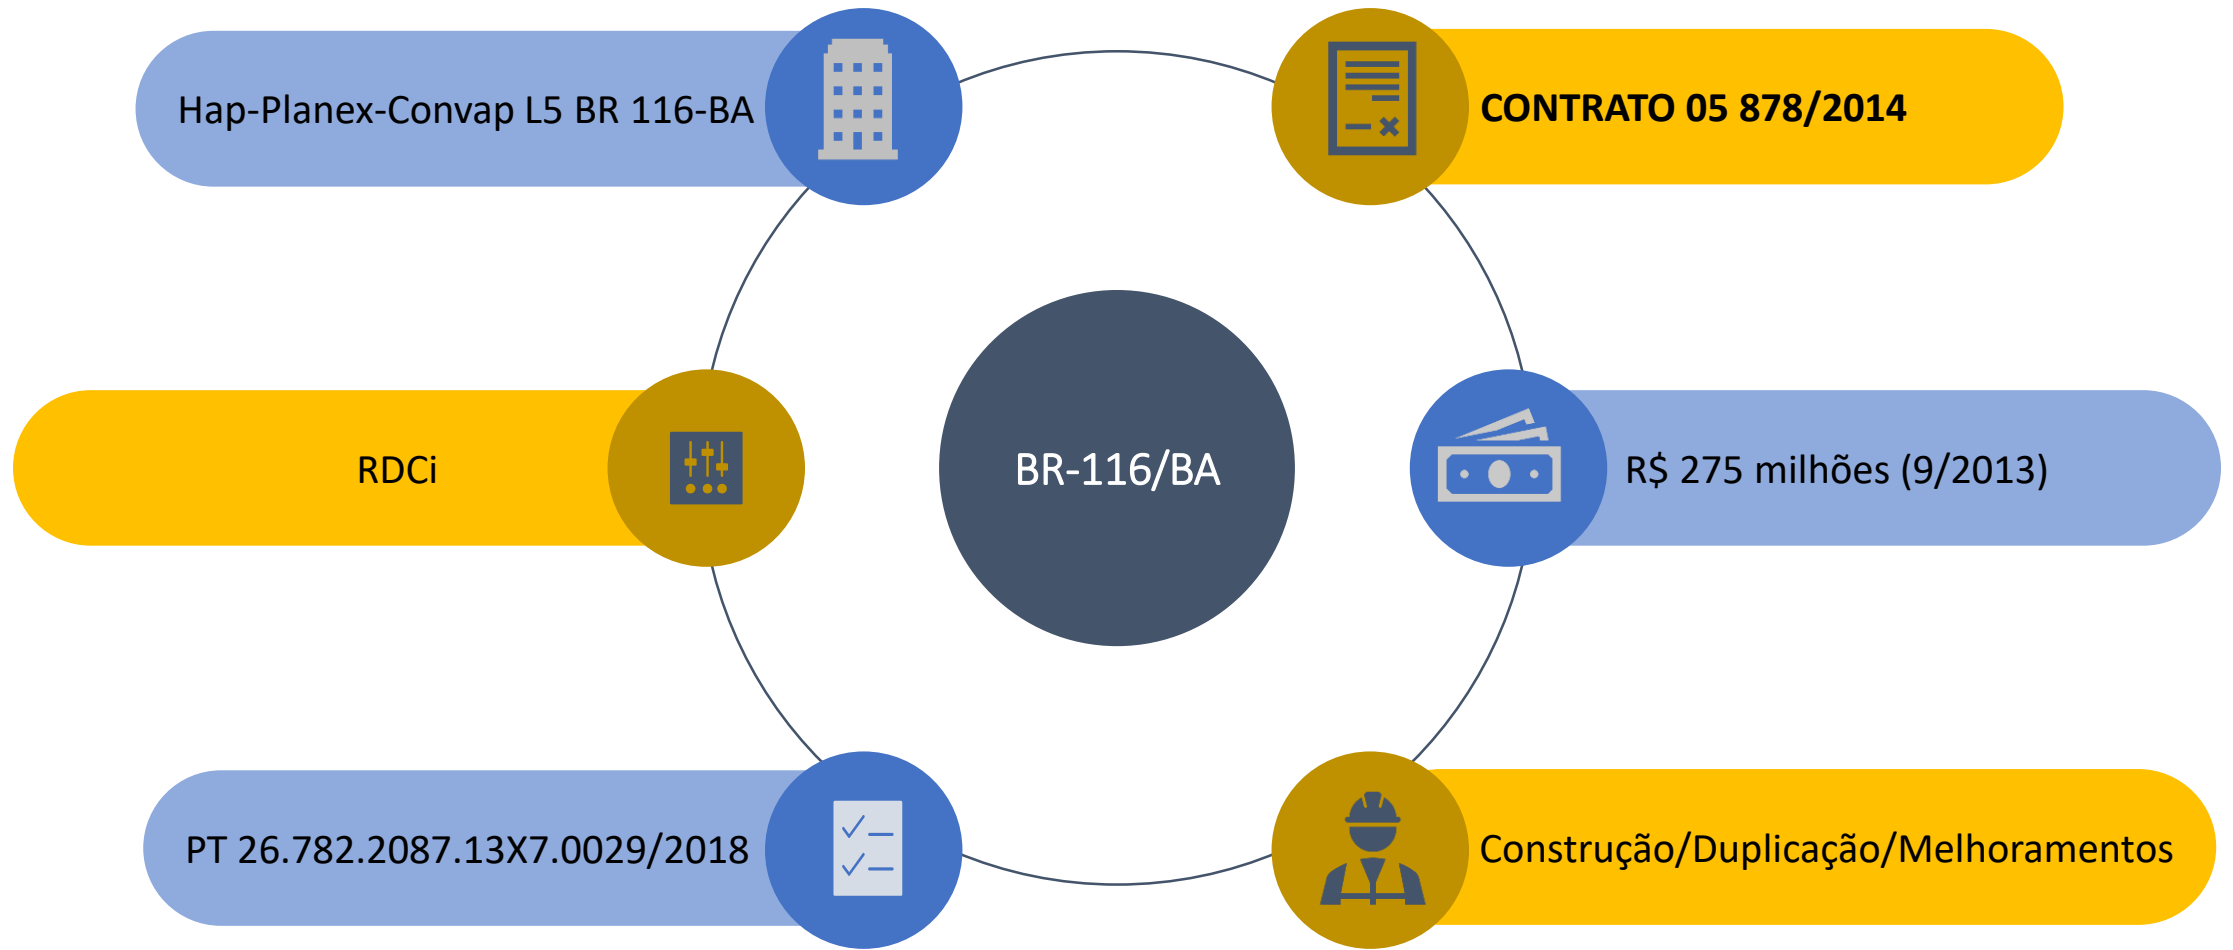 Hap-Planex-Convap L5 BR 116-BA
CONTRATO 05 878/2014
RDCi
BR-116/BA
R$ 275 milhões (9/2013)
PT 26.782.2087.13X7.0029/2018
Construção/Duplicação/Melhoramentos